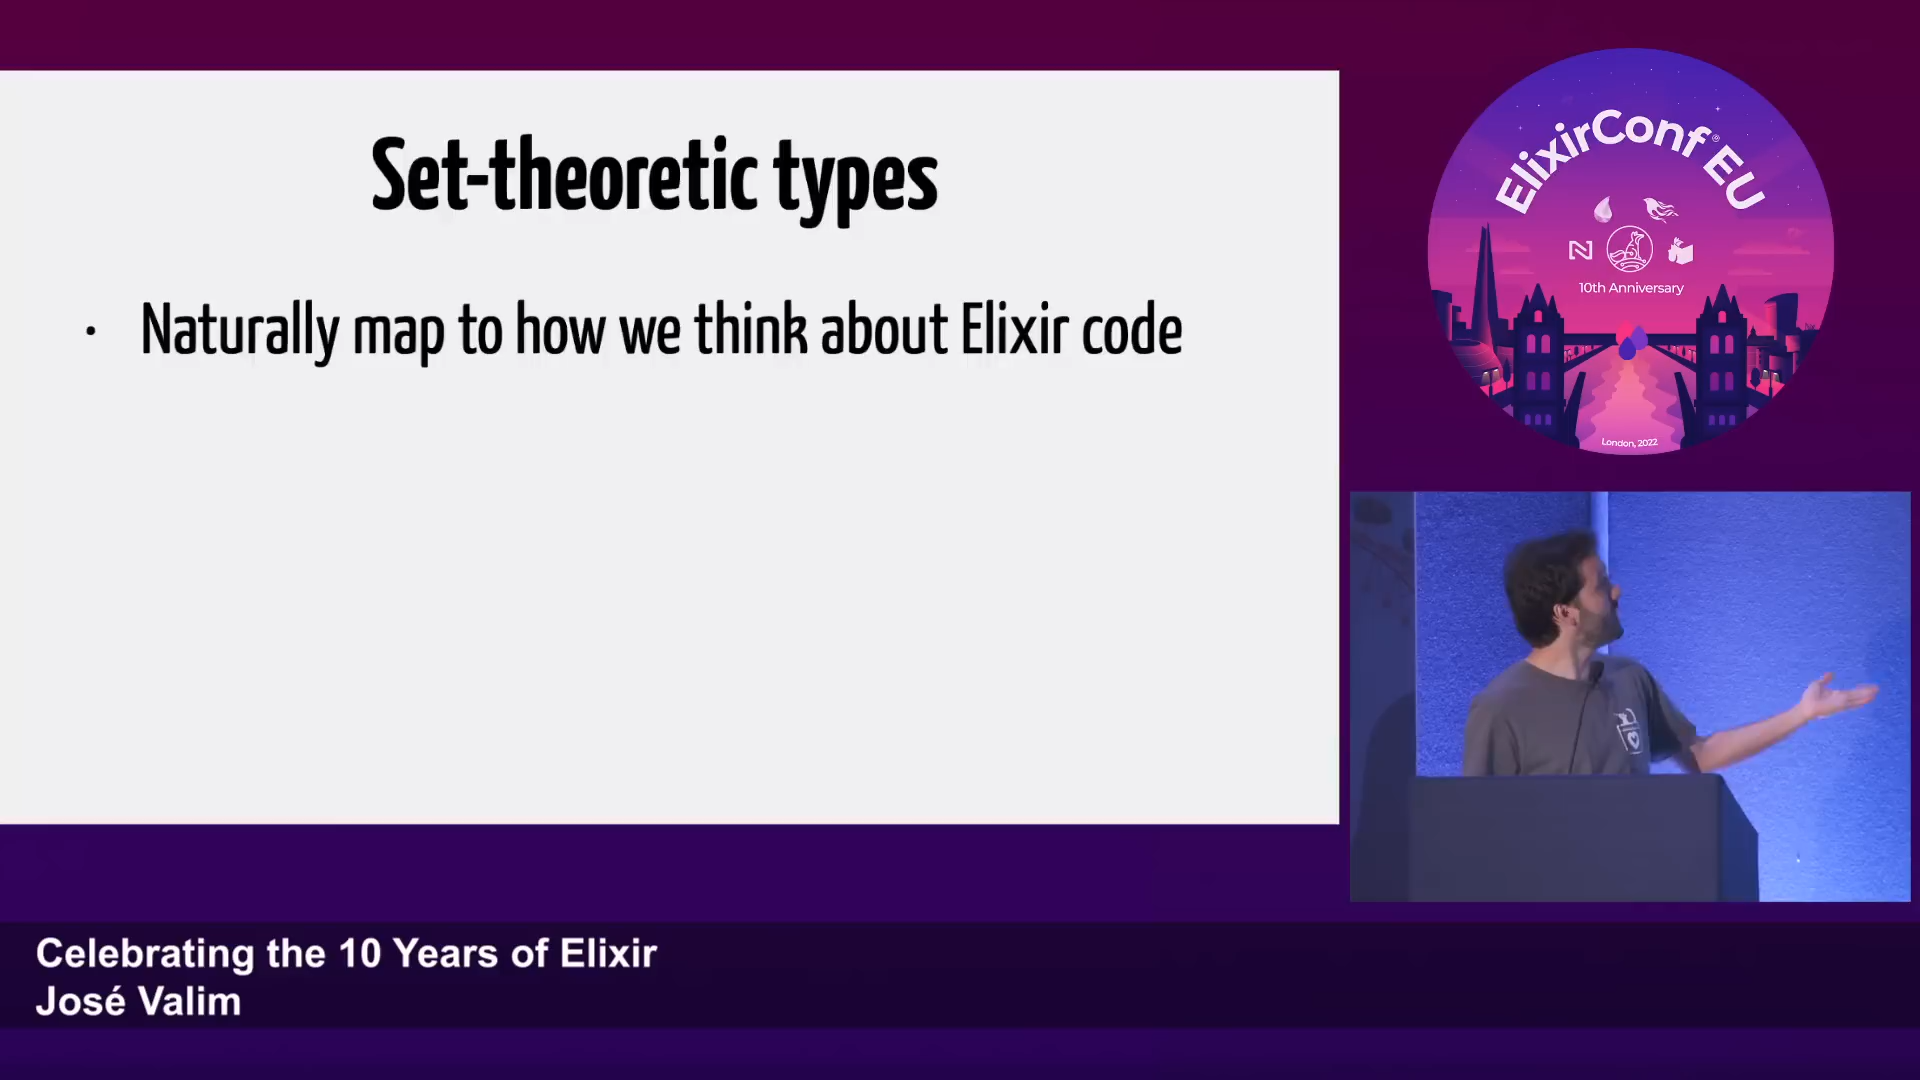 Set-theoretic types
· Naturally map to how we think about Elixir code
ElixirConf® EU
10th Anniversary
London, 2022
Celebrating the 10 Years of Elixir
José Valim